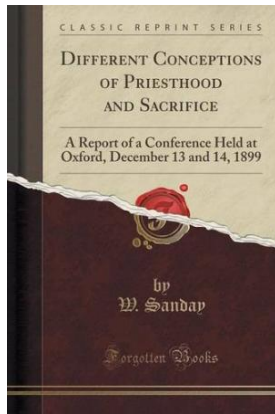 CLASSIC REPRINT SERIES
DIFFERENT CONCEPTIONS
OF PRIESTHOOD
AND SACRIFICE
A Report of a Conference Held at
Oxford, December 13 and 14, 1899
by
W. Sanday
Forgotten Books